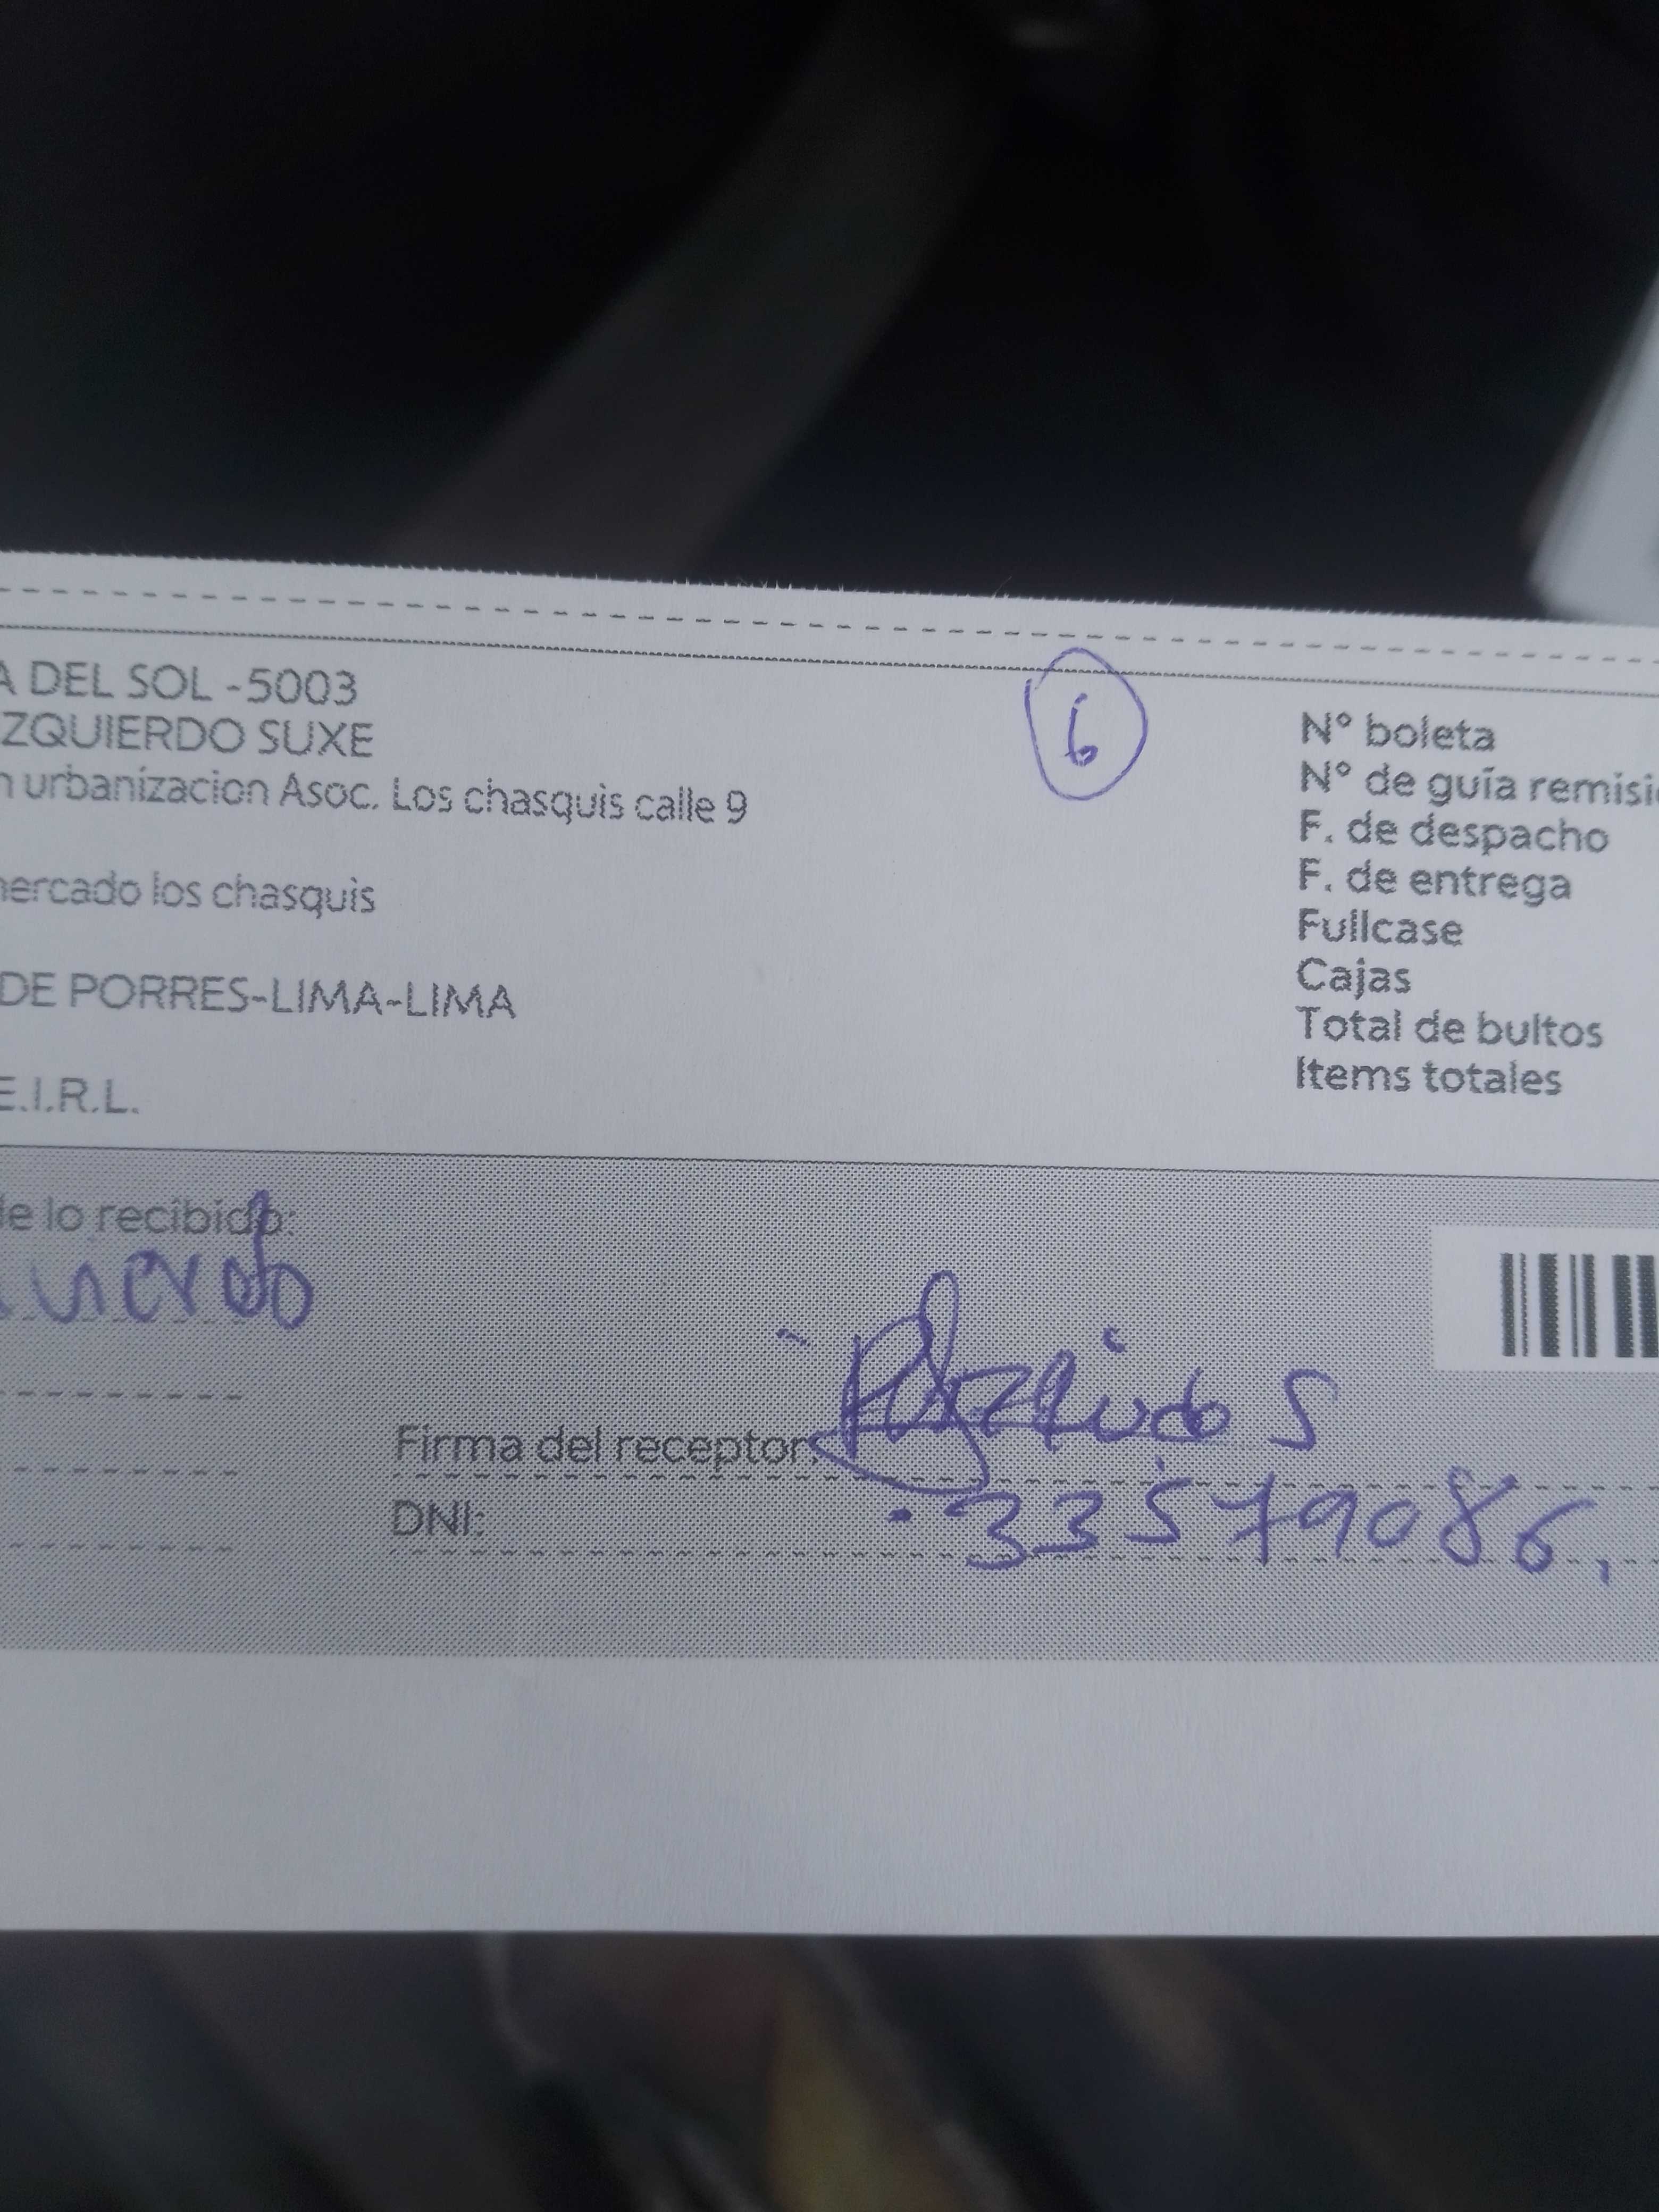 A DEL SOL -5003
ZQUIERDO SUXE
n urbanizacion Asoc. Los chasquis calle 9
mercado los chasquis
DE PORRES-LIMA-LIMA
E.I.R.L.
6
N° boleta
N° de guía remisi
F. de despacho
F. de entrega
Fullcase
Cajas
Total de bultos
Items totales
de lo recibido:
Firma del receptor:
DNI: 33579086